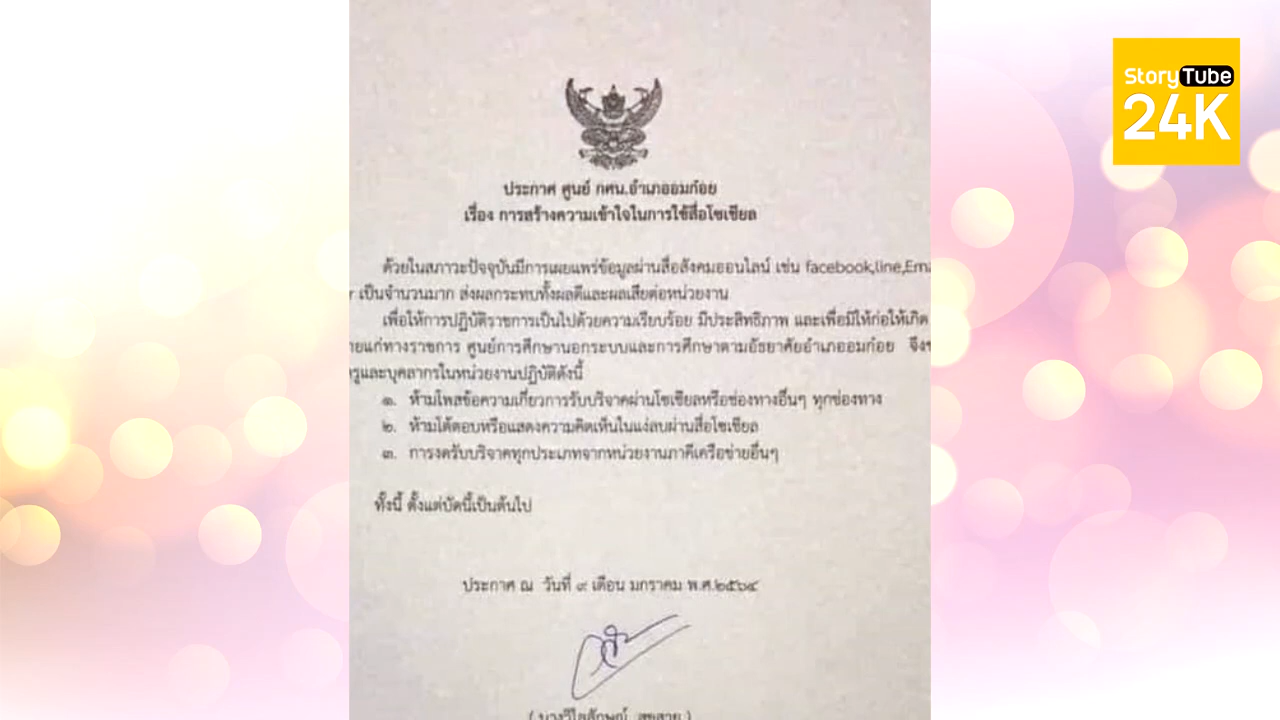 StoryTube
24K
ประกาศ ศูนย์ กศน.อำเภออมก๋อย
เรื่อง การสร้างความเข้าใจในการใช้สื่อโซเชียล
ด้วยในสภาวะปัจจุบันมีการเผยแพร่ข้อมูลผ่านสื่อสังคมออนไลน์ เช่น facebook,line,Ema
r เป็นจำนวนมาก ส่งผลกระทบทั้งผลดีและผลเสียต่อหน่วยงาน
เพื่อให้การปฏิบัติราชการเป็นไปด้วยความเรียบร้อย มีประสิทธิภาพ และเพื่อมิให้ก่อให้เกิด
ายแก่ทางราชการ ศูนย์การศึกษานอกระบบและการศึกษาตามอัธยาศัยอำเภออมก๋อย จึงข
รูและบุคลากรในหน่วยงานปฏิบัติดังนี้
๑. ห้ามโพสข้อความเกี่ยวการรับบริจาคผ่านโซเชียลหรือช่องทางอื่นๆ ทุกช่องทาง
๒. ห้ามโต้ตอบหรือแสดงความคิดเห็นในแง่ลบผ่านสื่อโซเชียล
๓. การงดรับบริจาคทุกประเภทจากหน่วยงานภาคีเครือข่ายอื่นๆ
ทั้งนี้ ตั้งแต่บัดนี้เป็นต้นไป
ประกาศ ณ วันที่ ๙ เดือน มกราคม พ.ศ.๒๕๖๔
( นางวิไลลักษณ์ สุขสาย )